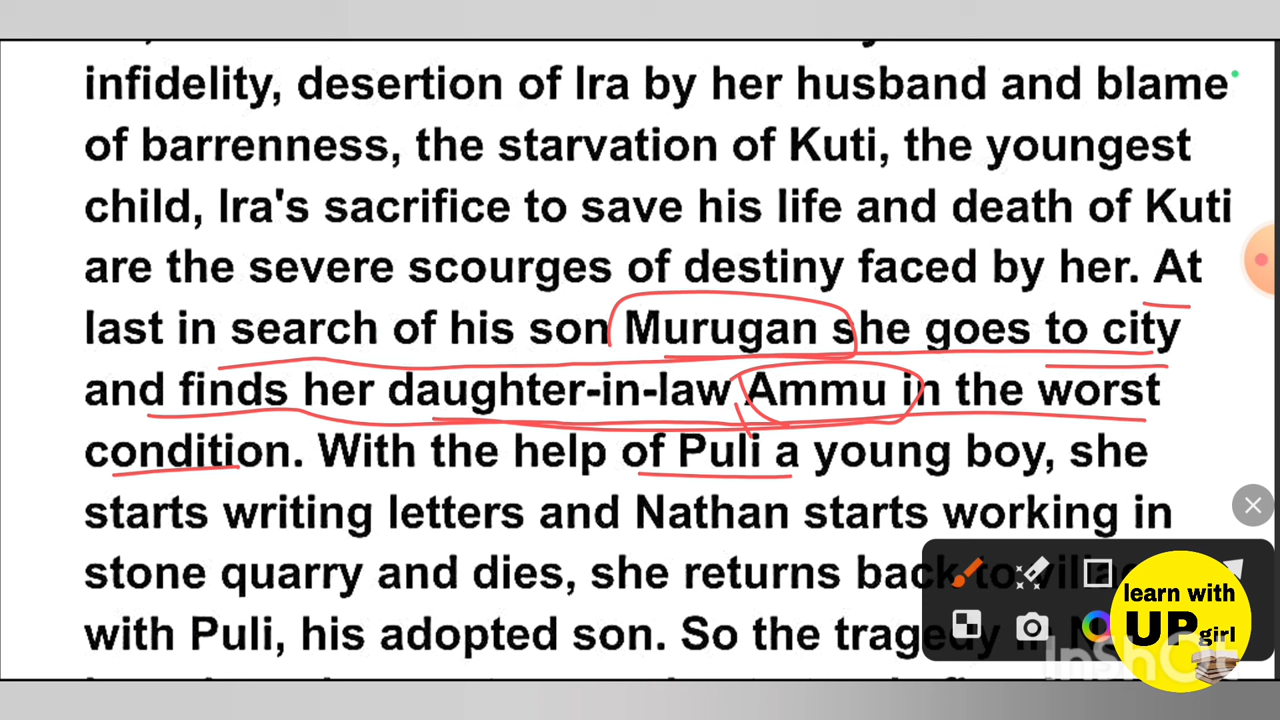 infidelity, desertion of Ira by her husband and blame
of barrenness, the starvation of Kuti, the youngest
child, Ira's sacrifice to save his life and death of Kuti
are the severe scourges of destiny faced by her. At
last in search of his son Murugan she goes to city
and finds her daughter-in-law Ammu in the worst
condition. With the help of Puli a young boy, she
starts writing letters and Nathan starts working in
stone quarry and dies, she returns back to
with Puli, his adopted son. So the tragedy in
learn with
UP girl
InShOt